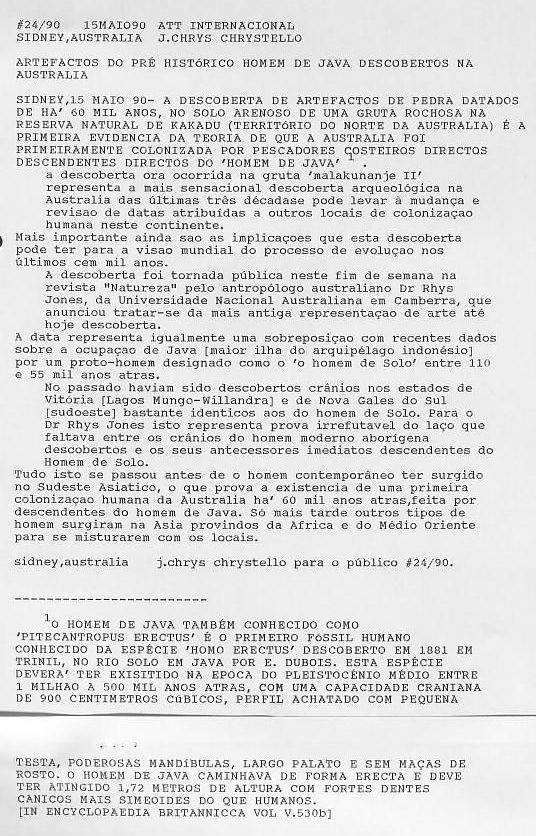 #24/90   15MAIO90 ATT INTERNACIONAL
SIDNEY,AUSTRALIA  J.CHRYS CHRYSTELLO
ARTEFACTOS DO PRÉ HISTóRICO HOMEM DE JAVA DESCOBERTOS NA
AUSTRALIA
SIDNEY,15 MAIO 90- A DESCOBERTA DE ARTEFACTOS DE PEDRA DATADOS
DE HA' 60 MIL ANOS, NO SOLO ARENOSO DE UMA GRUTA ROCHOSA NA
RESERVA NATURAL DE KAKADU (TERRITÓRIO DO NORTE DA AUSTRALIA) É A
PRIMEIRA EVIDENCIA DA TEORIA DE QUE A AUSTRALIA FOI
PRIMEIRAMENTE COLONIZADA POR PESCADORES COSTEIROS DIRECTOS
DESCENDENTES DIRECTOS DO 'HOMEM DE JAVA' 1 .
a descoberta ora ocorrida na gruta 'malakunanje II'
representa a mais sensacional descoberta arqueológica na
Australia das últimas três décadase pode levar à mudança e
revisao de datas atribuídas a outros locais de colonizaçao
humana neste continente.
Mais importante ainda sao as implicaçoes que esta descoberta
pode ter para a visao mundial do processo de evoluçao nos
últimos cem mil anos.
A descoberta foi tornada pública neste fim de semana na
revista "Natureza" pelo antropólogo australiano Dr Rhys
Jones, da Universidade Nacional Australiana em Camberra, que
anunciou tratar-se da mais antiga representaçao de arte até
hoje descoberta.
A data representa igualmente uma sobreposiçao com recentes dados
sobre a ocupaçao de Java [maior ilha do arquipélago indonésio]
por um proto-homem designado como o 'o homem de Solo' entre 110
e 55 mil anos atras.
No passado haviam sido descobertos crânios nos estados de
Vitória [Lagos Mungo-Willandra] e de Nova Gales do Sul
[sudoeste] bastante identicos aos do homem de Solo. Para o
Dr Rhys Jones isto representa prova irrefutavel do laço que
faltava entre os crânios do homem moderno aborígena
descobertos e os seus antecessores imediatos descendentes do
Homem de Solo.
Tudo isto se passou antes de o homem contemporâneo ter surgido
no Sudeste Asiatico, o que prova a existencia de uma primeira
colonizaçao humana da Australia ha' 60 mil anos atras,feita por
descendentes do homem de Java. Só mais tarde outros tipos de
homem surgiram na Asia provindos da Africa e do Médio Oriente
para se misturarem com os locais.
sidney,australia    j.chrys chrystello para o público #24/90.
------------------------
1O HOMEM DE JAVA TAMBÉM CONHECIDO COMO
'PITECANTROPUS ERECTUS' É O PRIMEIRO FóSSIL HUMANO
CONHECIDO DA ESPÉCIE 'HOMO ERECTUS' DESCOBERTO EM 1881 EM
TRINIL, NO RIO SOLO EM JAVA POR E. DUBOIS. ESTA ESPÉCIE
DEVERA' TER EXISITIDO NA EPOCA DO PLEISTOCÉNIO MÉDIO ENTRE
1 MILHAO A 500 MIL ANOS ATRAS, COM UMA CAPACIDADE CRANIANA
DE 900 CENTIMETROS CúBICOS, PERFIL ACHATADO COM PEQUENA
TESTA, PODEROSAS MANDíBULAS, LARGO PALATO E SEM MAÇAS DE
ROSTO. O HOMEM DE JAVA CAMINHAVA DE FORMA ERECTA E DEVE
TER ATINGIDO 1,72 METROS DE ALTURA COM FORTES DENTES
CANICOS MAIS SIMEOIDES DO QUE HUMANOS.
[IN ENCYCLOPAEDIA BRITANNICCA VOL V.530b]